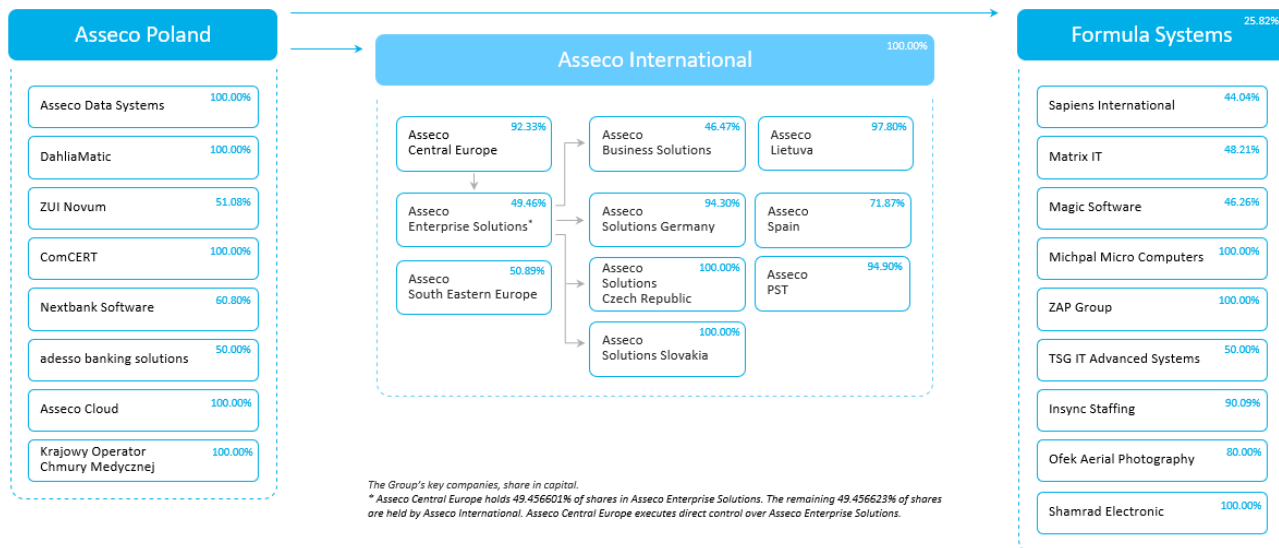 Asseco Poland
Asseco Data Systems
100.00%
DahliaMatic
100.00%
ZUI Novum
51.08%
ComCERT
100.00%
Nextbank Software
60.80%
adesso banking solutions
50.00%
Asseco Cloud
100.00%
Krajowy Operator
Chmury Medycznej
100.00%
Asseco International
100.00%
Asseco
Central Europe
92.33%
Asseco
Business Solutions
46.47%
Asseco
Lietuva
97.80%
Asseco
Enterprise Solutions*
49.46%
Asseco
Solutions Germany
94.30%
Asseco
Spain
71.87%
Asseco
South Eastern Europe
50.89%
Asseco
Solutions
Czech Republic
100.00%
Asseco
PST
94.90%
Asseco
Solutions Slovakia
100.00%
The Group's key companies, share in capital.
* Asseco Central Europe holds 49.456601% of shares in Asseco Enterprise Solutions. The remaining 49.456623% of shares
are held by Asseco International. Asseco Central Europe executes direct control over Asseco Enterprise Solutions.
Formula Systems
25.82%
Sapiens International
44.04%
Matrix IT
48.21%
Magic Software
46.26%
Michpal Micro Computers
100.00%
ZAP Group
100.00%
TSG IT Advanced Systems
50.00%
Insync Staffing
90.09%
Ofek Aerial Photography
80.00%
Shamrad Electronic
100.00%